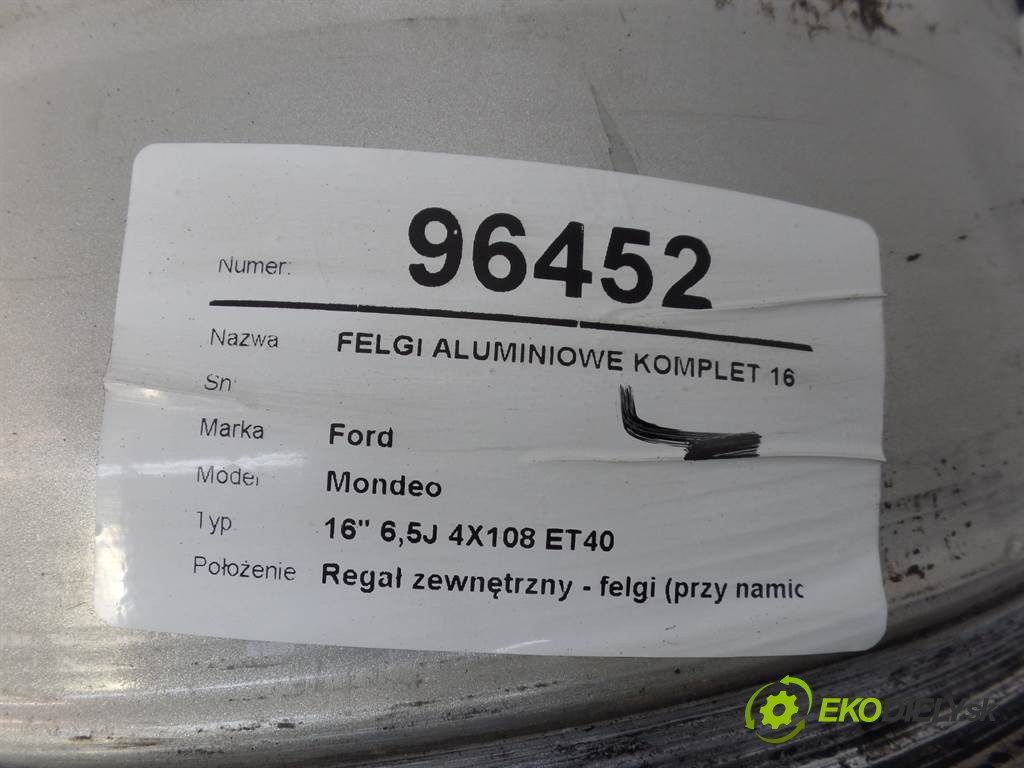 Numer: 96452
Nazwa FELGI ALUMINIOWE KOMPLET 16
Sn
Marka Ford
Model Mondeo
Typ 16" 6,5J 4X108 ET40
Położenie Regał zewnętrzny - felgi (przy namic
EKODIELY.SK